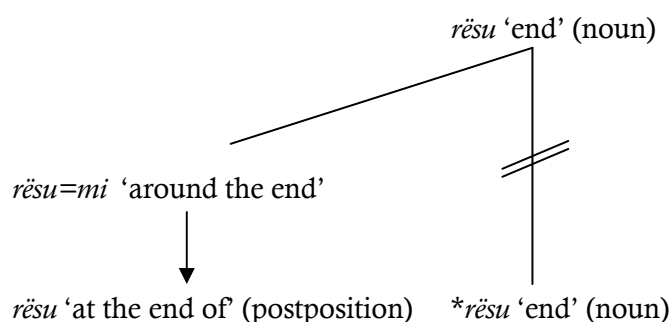 rësu ‘end’ (noun)
rësu=mi ‘around the end’
rësu ‘at the end of’ (postposition) *rësu ‘end’ (noun)